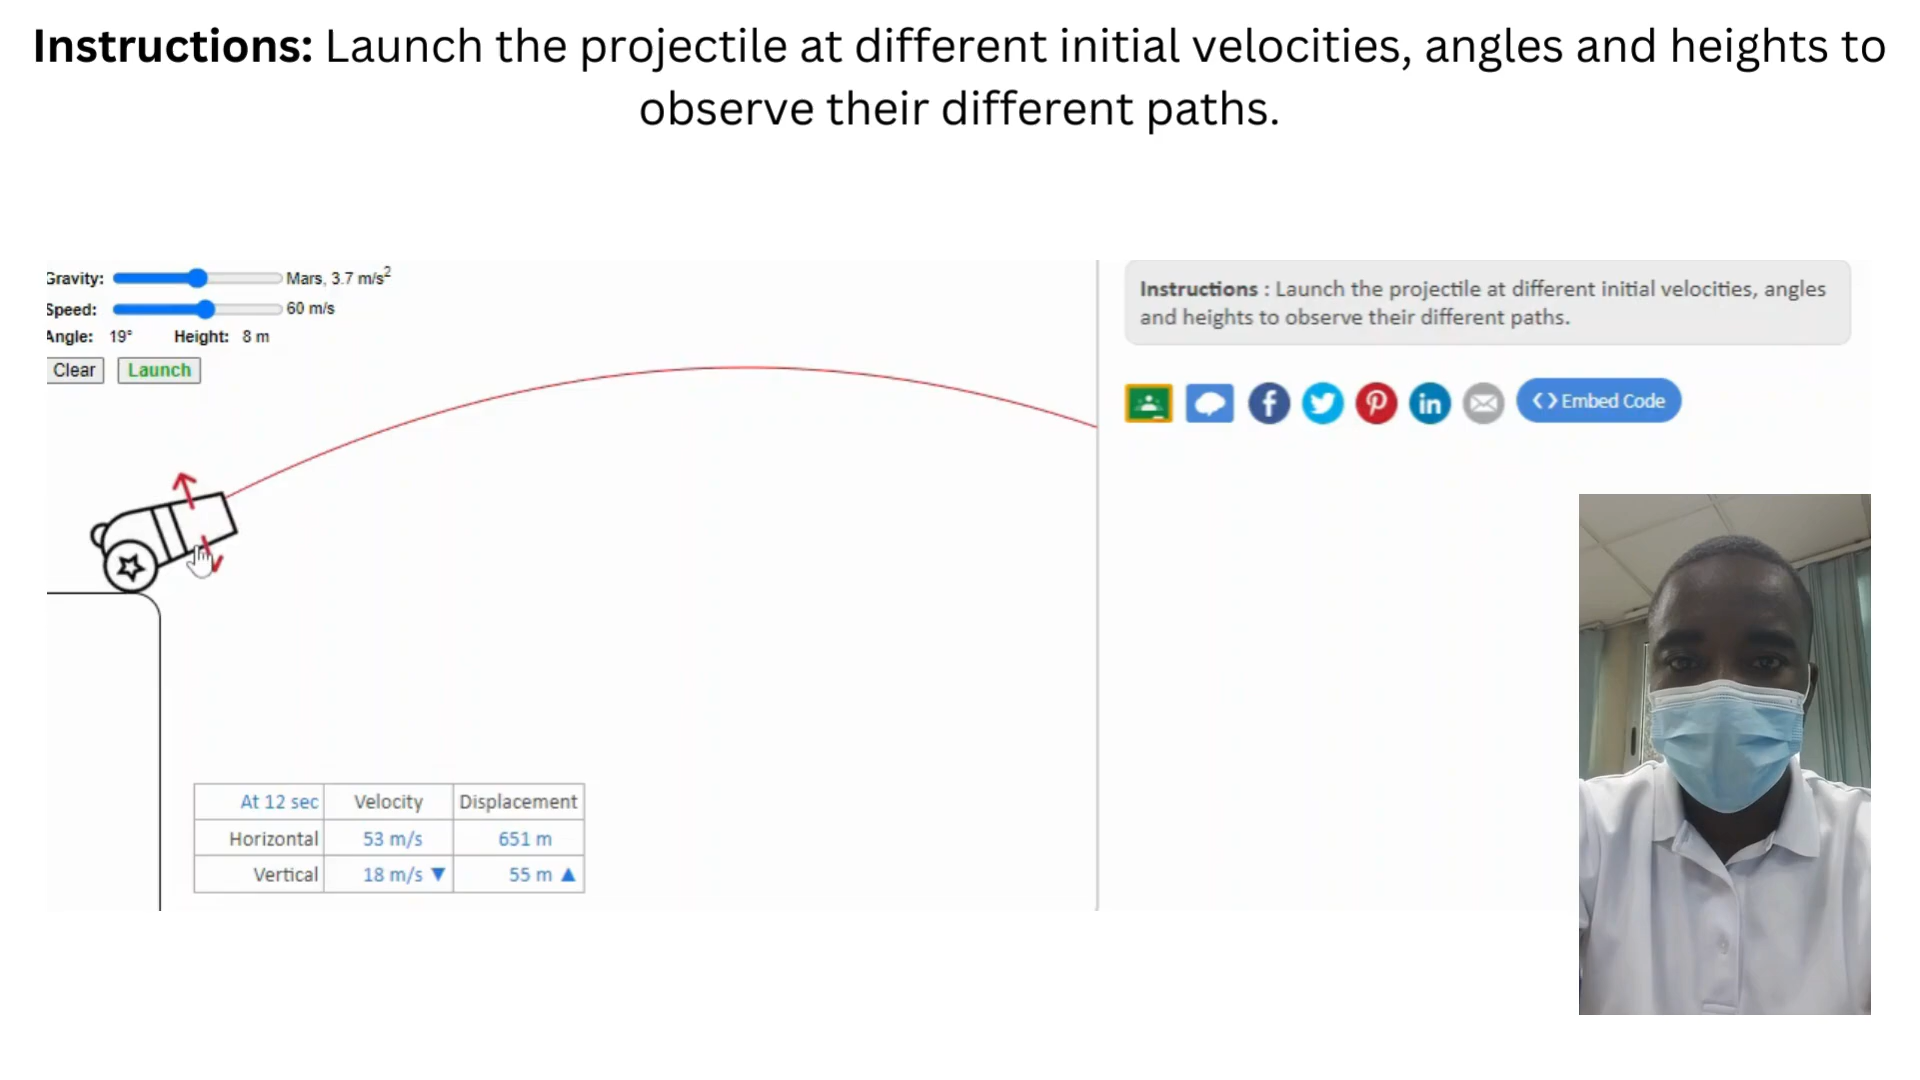 Instructions: Launch the projectile at different initial velocities, angles and heights to
observe their different paths.
Gravity: Mars, 3.7 m/s²
Speed: 60 m/s
Angle: 19° Height: 8 m
Clear Launch
Instructions : Launch the projectile at different initial velocities, angles
and heights to observe their different paths.
<> Embed Code
At 12 sec Velocity Displacement
Horizontal 53 m/s 651 m
Vertical 18 m/s ▼ 55 m ▲